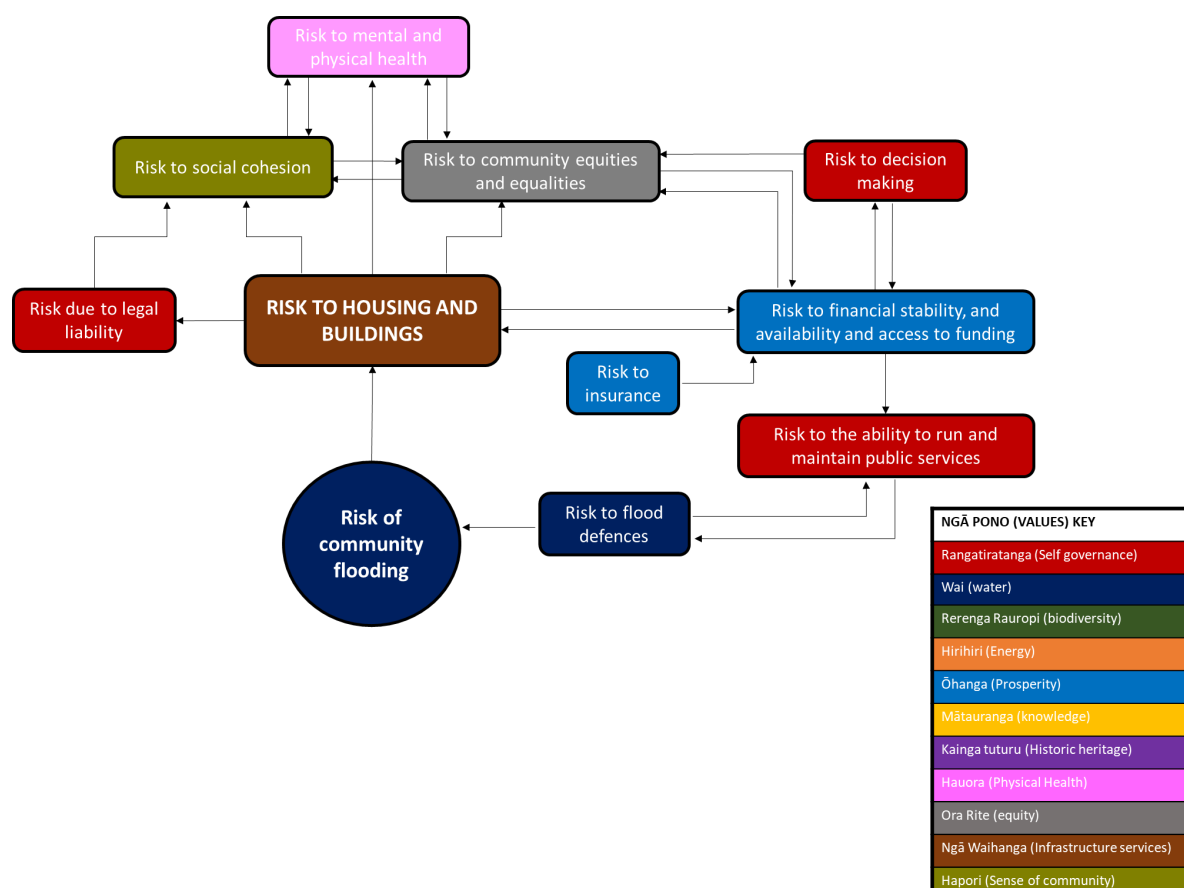 Risk to mental and
physical health
Risk to social cohesion
Risk to community equities
and equalities
Risk to decision
making
Risk due to legal
liability
RISK TO HOUSING AND
BUILDINGS
Risk to financial stability, and
availability and access to funding
Risk to
insurance
Risk to the ability to run and
maintain public services
Risk of
community
flooding
Risk to flood
defences
NGĀ PONO (VALUES) KEY
Rangatiratanga (Self governance)
Wai (water)
Rerenga Rauropi (biodiversity)
Hirihiri (Energy)
Ōhanga (Prosperity)
Mātauranga (knowledge)
Kainga tuturu (Historic heritage)
Hauora (Physical Health)
Ora Rite (equity)
Ngā Waihanga (Infrastructure services)
Hapori (Sense of community)